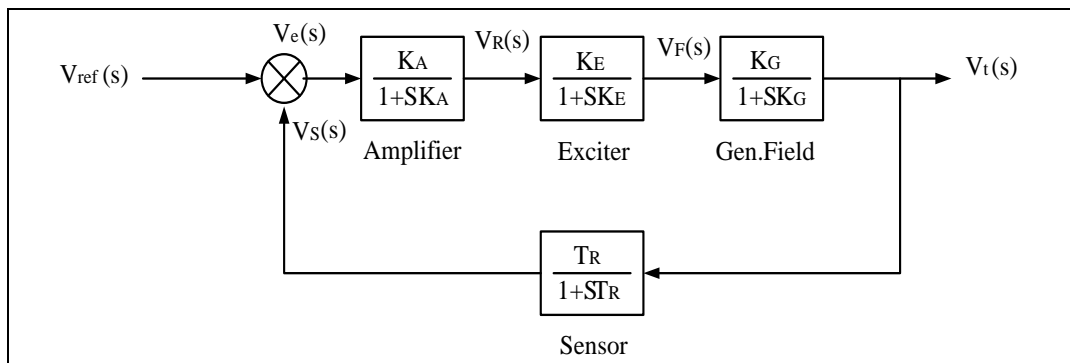 Ve(s)
VR(s)
VF(s)
Vref(s)
KA
1+SKA
KE
1+SKE
KG
1+SKG
Vt(s)
VS(s)
Amplifier
Exciter
Gen.Field
TR
1+STR
Sensor